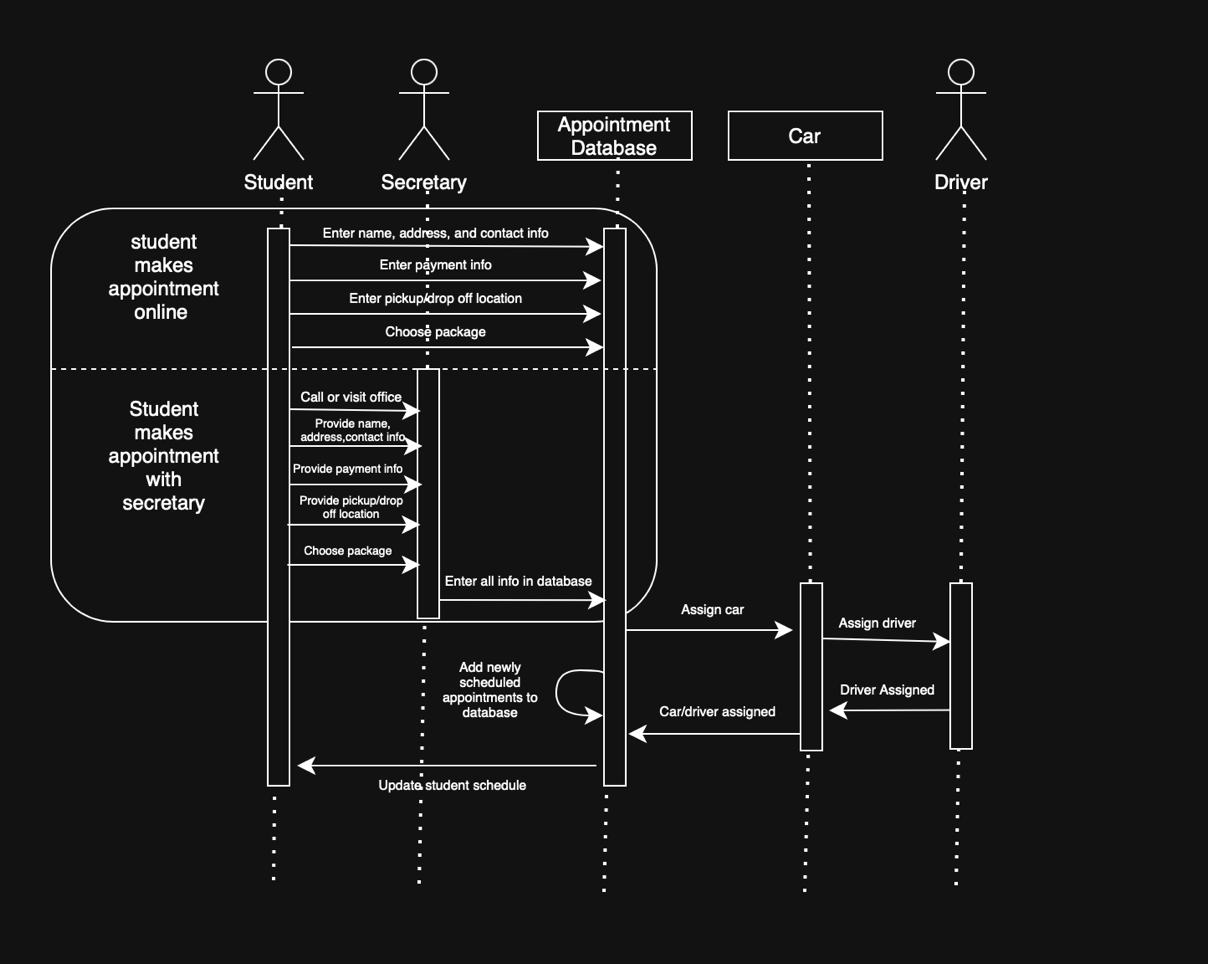 Student
Secretary
Appointment
Database
Car
Driver
student
makes
appointment
online
Enter name, address, and contact info
Enter payment info
Enter pickup/drop off location
Choose package
Student
makes
appointment
with
secretary
Call or visit office
Provide name,
address,contact info
Provide payment info
Provide pickup/drop
off location
Choose package
Enter all info in database
Assign car
Assign driver
Add newly
scheduled
appointments to
database
Driver Assigned
Car/driver assigned
Update student schedule